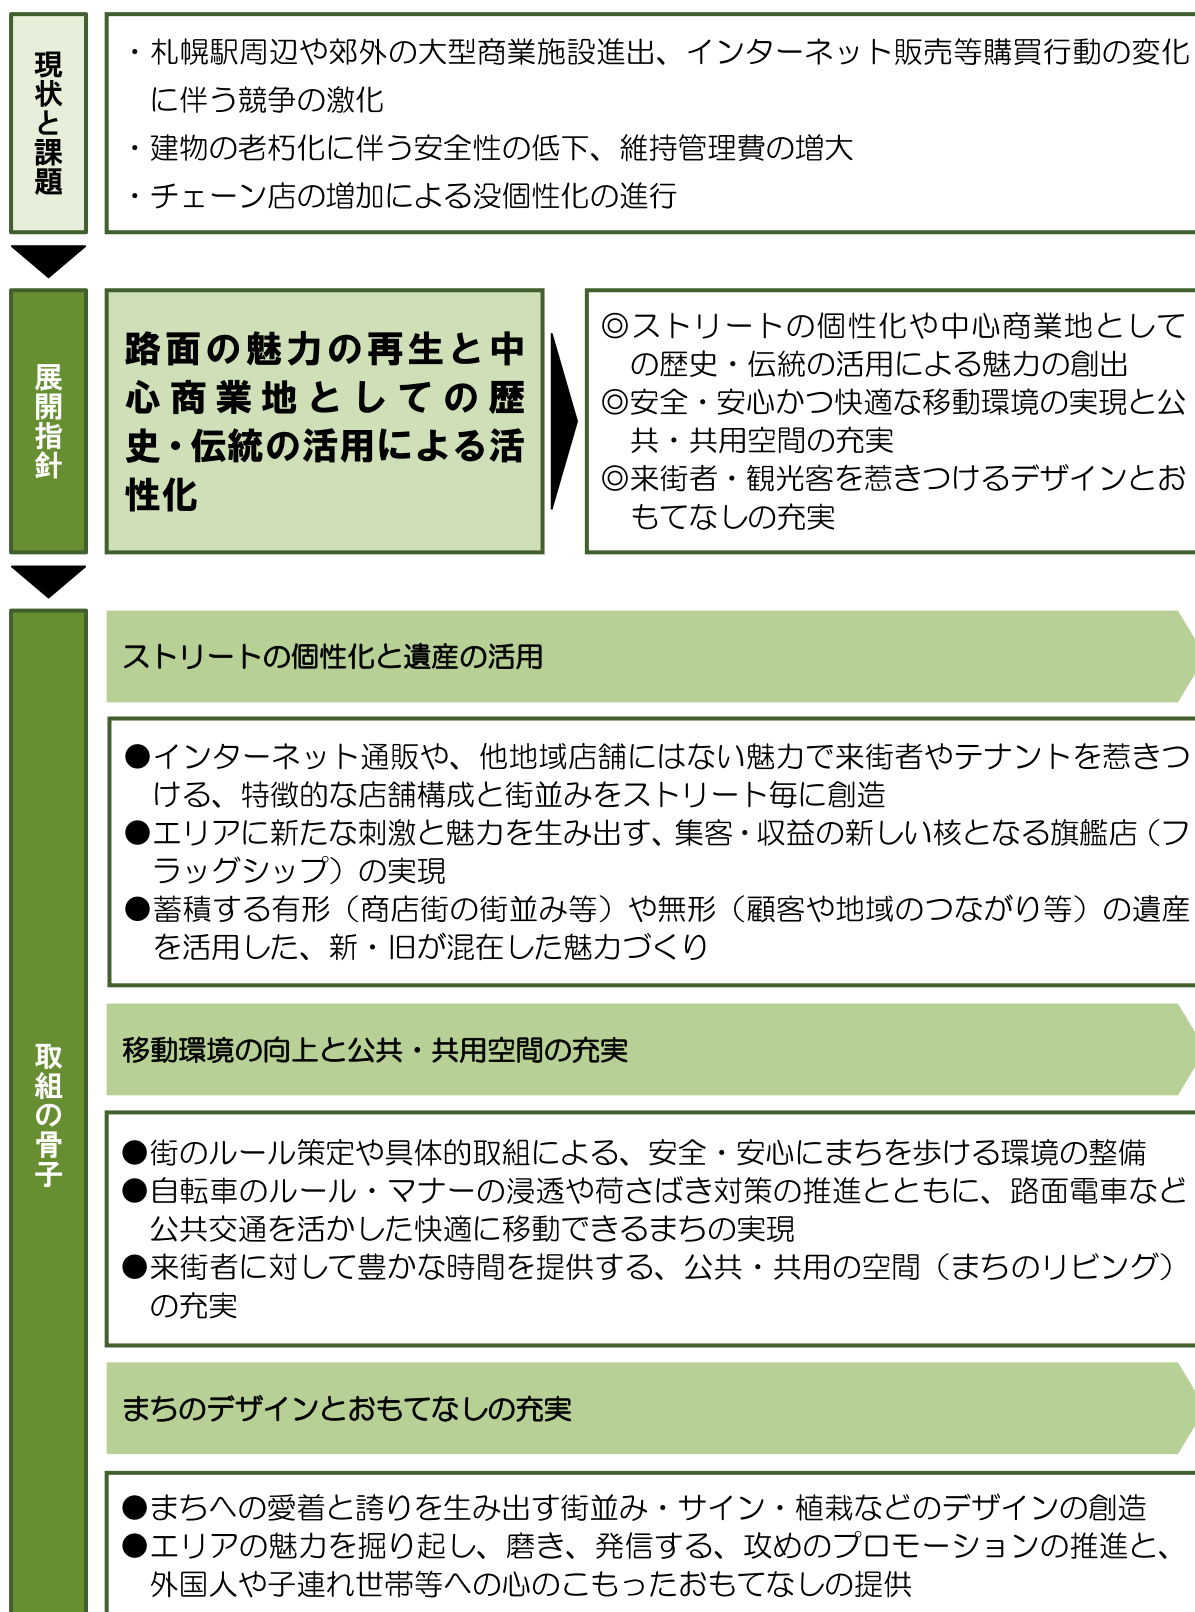 現状と課題
・札幌駅周辺や郊外の大型商業施設進出、インターネット販売等購買行動の変化
に伴う競争の激化
・建物の老朽化に伴う安全性の低下、維持管理費の増大
・チェーン店の増加による没個性化の進行
展開指針
路面の魅力の再生と中
心商業地としての歴
史・伝統の活用による活
性化
◎ストリートの個性化や中心商業地として
の歴史・伝統の活用による魅力の創出
◎安全・安心かつ快適な移動環境の実現と公
共・共用空間の充実
◎来街者・観光客を惹きつけるデザインとお
もてなしの充実
取組の骨子
ストリートの個性化と遺産の活用
●インターネット通販や、他地域店舗にはない魅力で来街者やテナントを惹きつ
ける、特徴的な店舗構成と街並みをストリート毎に創造
●エリアに新たな刺激と魅力を生み出す、集客・収益の新しい核となる旗艦店（フ
ラッグシップ）の実現
●蓄積する有形（商店街の街並み等）や無形（顧客や地域のつながり等）の遺産
を活用した、新・旧が混在した魅力づくり
移動環境の向上と公共・共用空間の充実
●街のルール策定や具体的取組による、安全・安心にまちを歩ける環境の整備
●自転車のルール・マナーの浸透や荷さばき対策の推進とともに、路面電車など
公共交通を活かした快適に移動できるまちの実現
●来街者に対して豊かな時間を提供する、公共・共用の空間（まちのリビング）
の充実
まちのデザインとおもてなしの充実
●まちへの愛着と誇りを生み出す街並み・サイン・植栽などのデザインの創造
●エリアの魅力を掘り起し、磨き、発信する、攻めのプロモーションの推進と、
外国人や子連れ世帯等への心のこもったおもてなしの提供